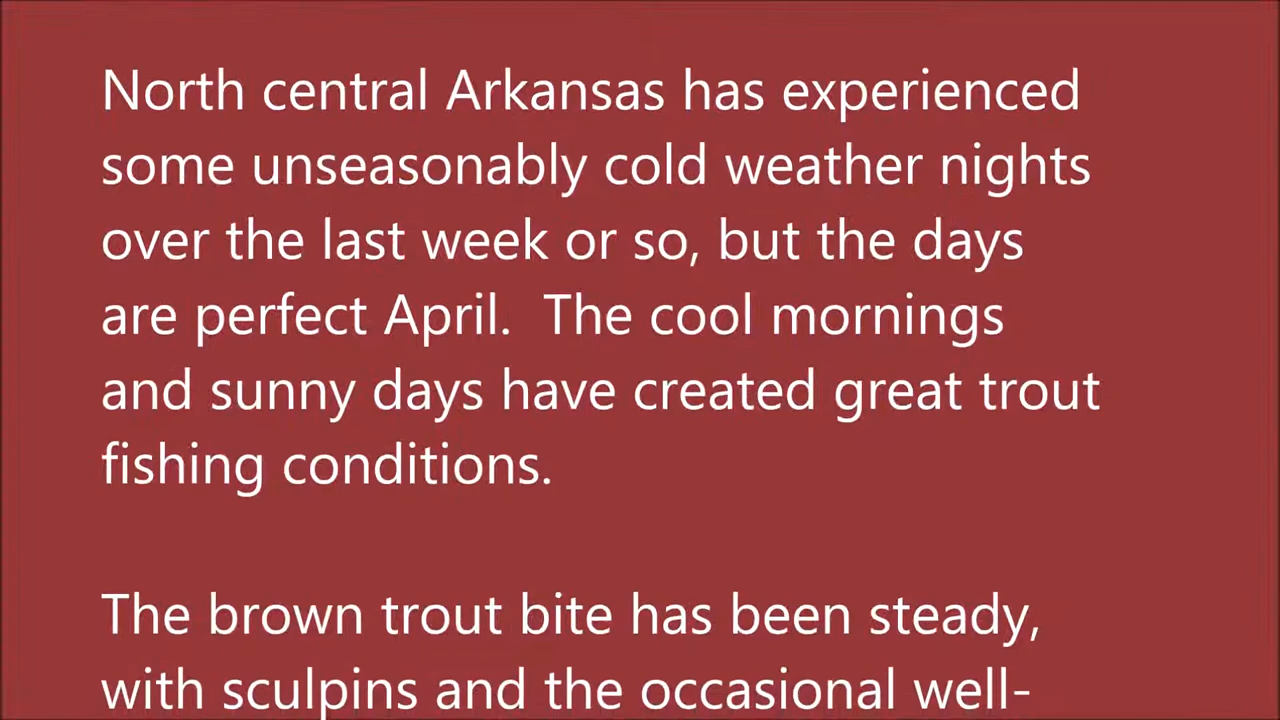 North central Arkansas has experienced
some unseasonably cold weather nights
over the last week or so, but the days
are perfect April.  The cool mornings
and sunny days have created great trout
fishing conditions.

The brown trout bite has been steady,
with sculpins and the occasional well-